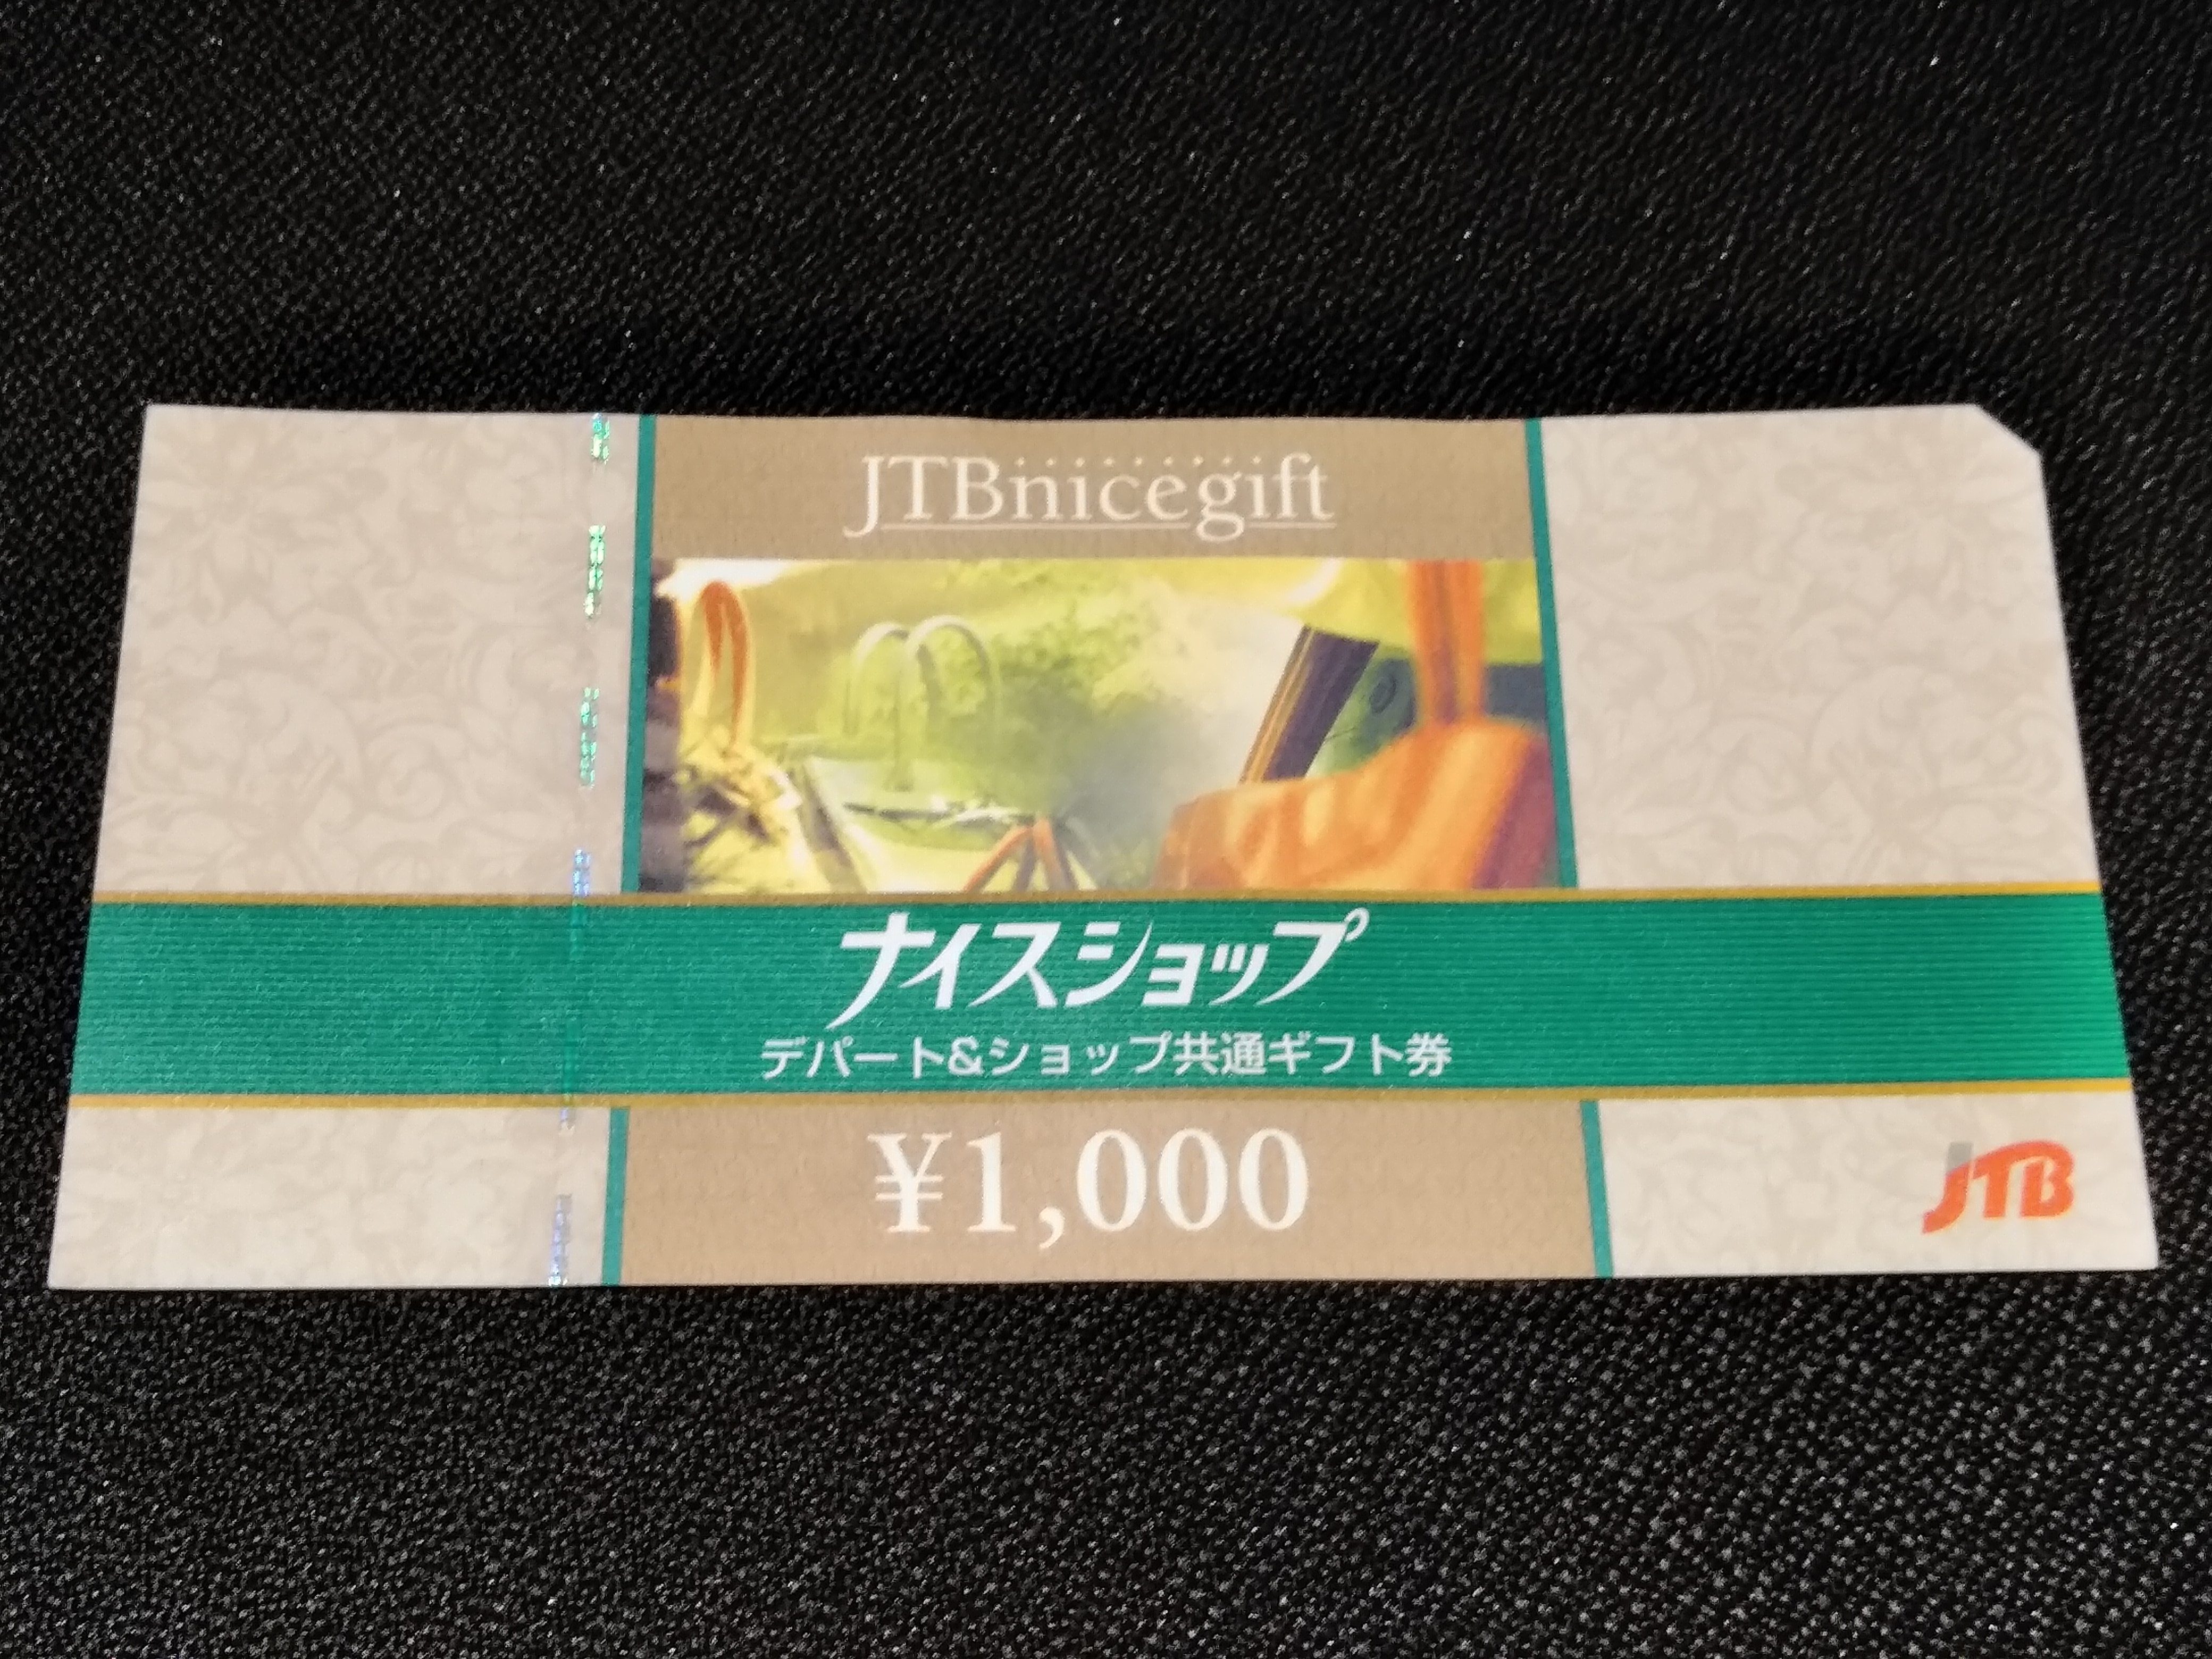 JTBnicegift
ナイスショップ
デパート&ショップ共通ギフト券
¥1,000
JTB